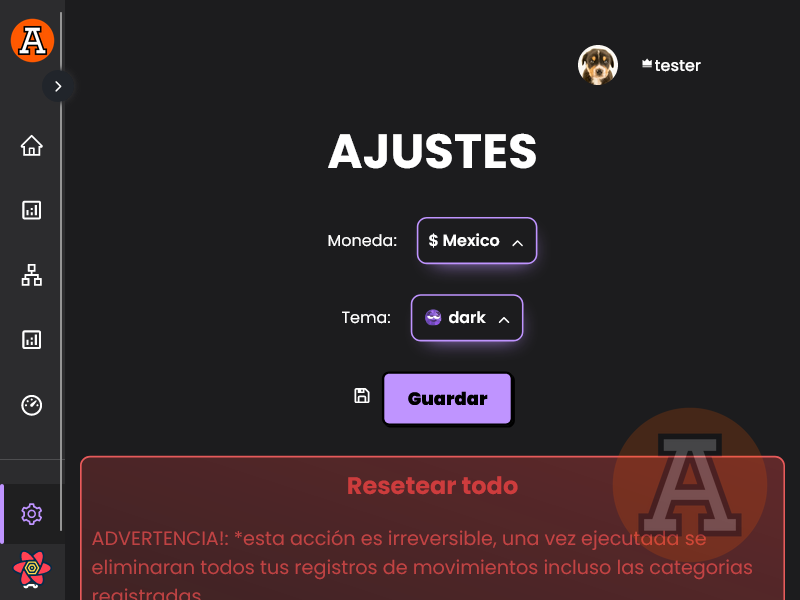 A
tester
AJUSTES
Moneda: $ Mexico
Tema: dark
Guardar
A
Resetear todo
ADVERTENCIA!: *esta acción es irreversible, una vez ejecutada se
eliminaran todos tus registros de movimientos incluso las categorias
registradas